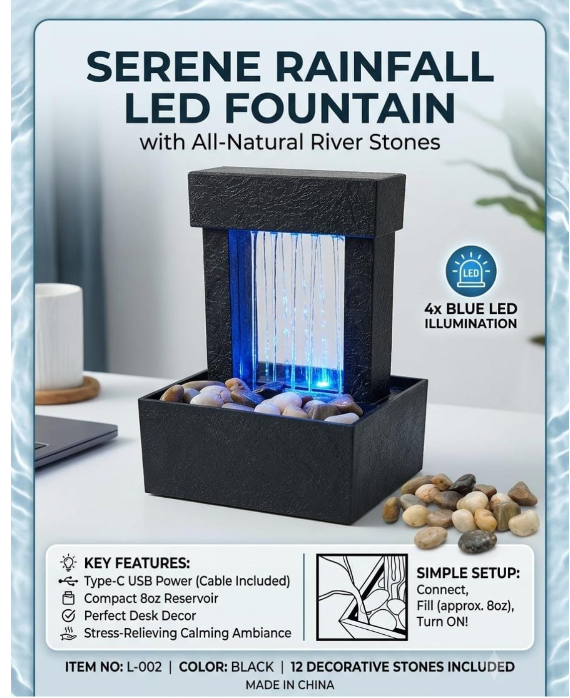 SERENE RAINFALL
LED FOUNTAIN
with All-Natural River Stones
LED
4x BLUE LED
ILLUMINATION
KEY FEATURES:
Type-C USB Power (Cable Included)
Compact 8oz Reservoir
Perfect Desk Decor
Stress-Relieving Calming Ambiance
SIMPLE SETUP:
Connect,
Fill (approx. 8oz),
Turn ON!
ITEM NO: L-002 | COLOR: BLACK | 12 DECORATIVE STONES INCLUDED
MADE IN CHINA